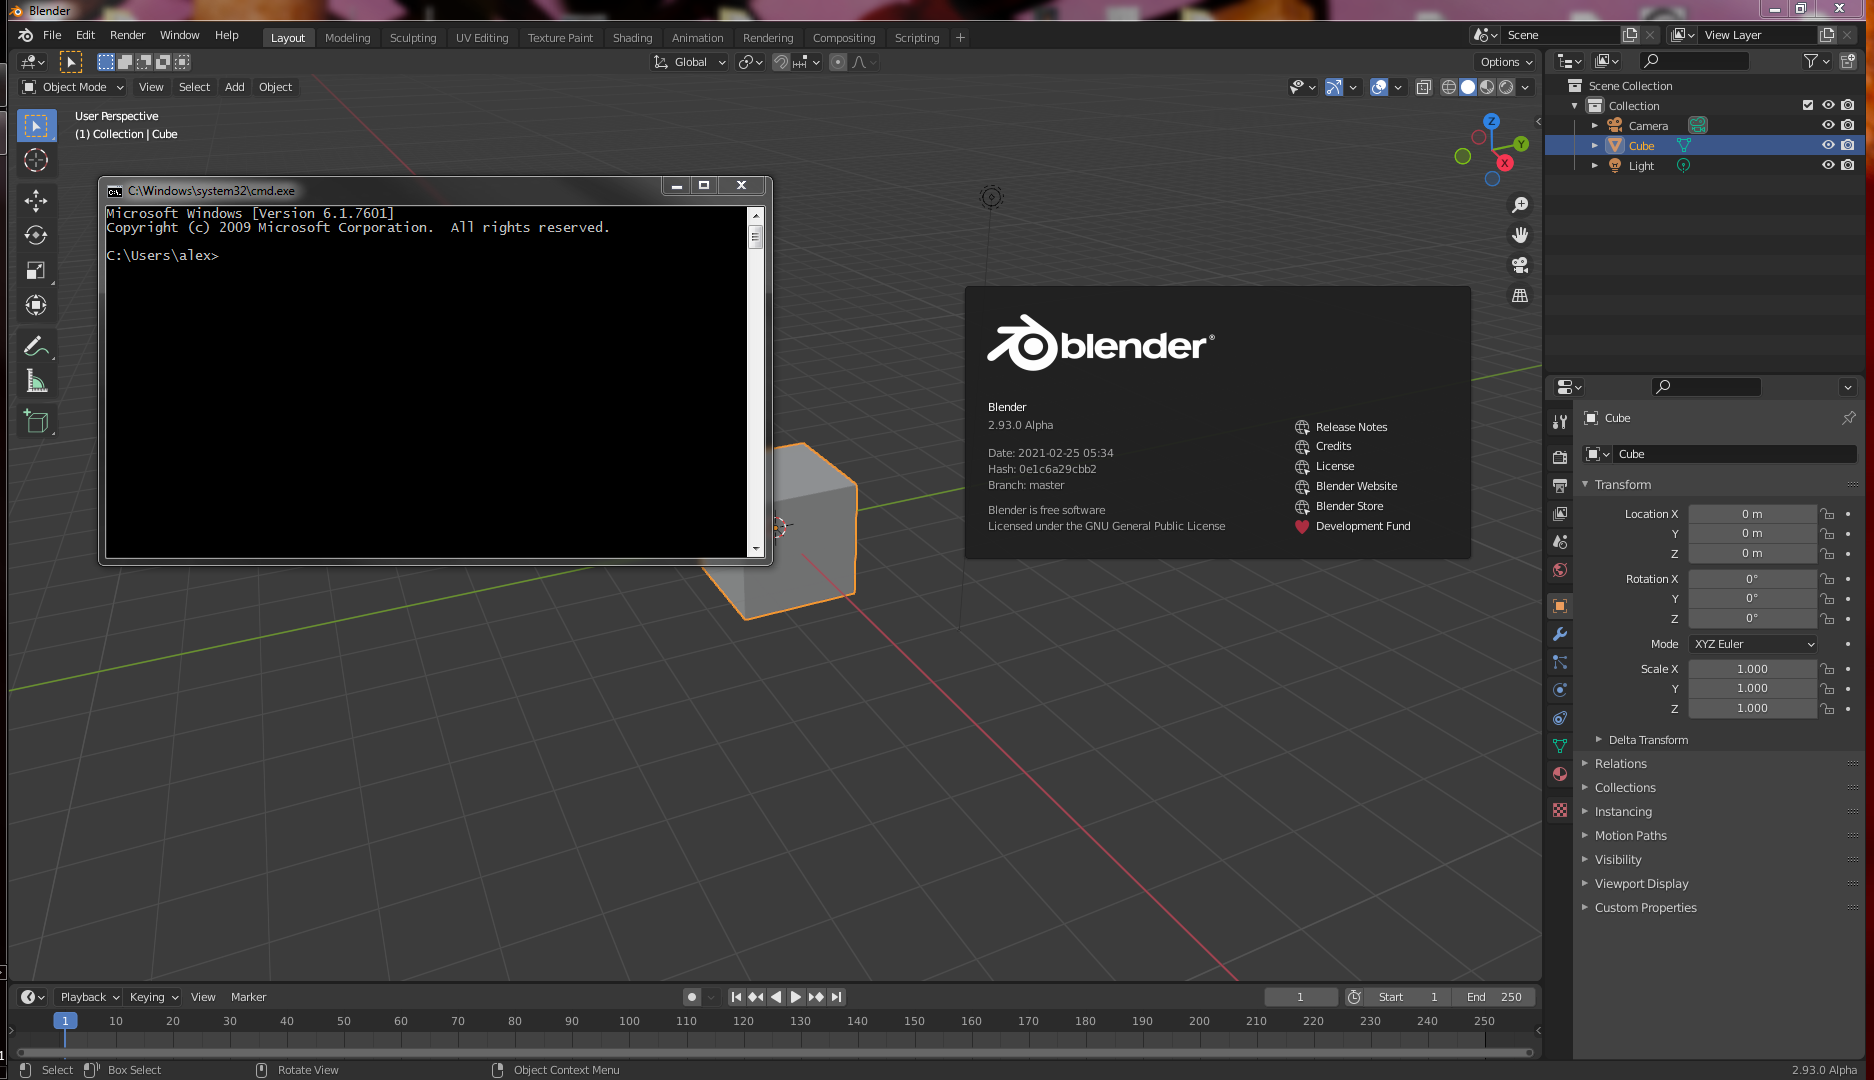 Blender
File Edit Render Window Help Layout Modeling Sculpting UV Editing Texture Paint Shading Animation Rendering Compositing Scripting + Scene View Layer
Global Options
Object Mode View Select Add Object
User Perspective
(1) Collection | Cube
Z
Y
X
C:\Windows\system32\cmd.exe
Microsoft Windows [Version 6.1.7601]
Copyright (c) 2009 Microsoft Corporation.  All rights reserved.
C:\Users\alex>
blender®
Blender
2.93.0 Alpha
Date: 2021-02-25 05:34
Hash: 0e1c6a29cbb2
Branch: master
Blender is free software
Licensed under the GNU General Public License
Release Notes
Credits
License
Blender Website
Blender Store
Development Fund
Scene Collection
Collection
Camera
Cube
Light
Cube
Cube
Transform
Location X 0 m
Y 0 m
Z 0 m
Rotation X 0°
Y 0°
Z 0°
Mode XYZ Euler
Scale X 1.000
Y 1.000
Z 1.000
Delta Transform
Relations
Collections
Instancing
Motion Paths
Visibility
Viewport Display
Custom Properties
Playback Keying View Marker 1 Start 1 End 250
1 10 20 30 40 50 60 70 80 90 100 110 120 130 140 150 160 170 180 190 200 210 220 230 240 250
Select Box Select Rotate View Object Context Menu 2.93.0 Alpha